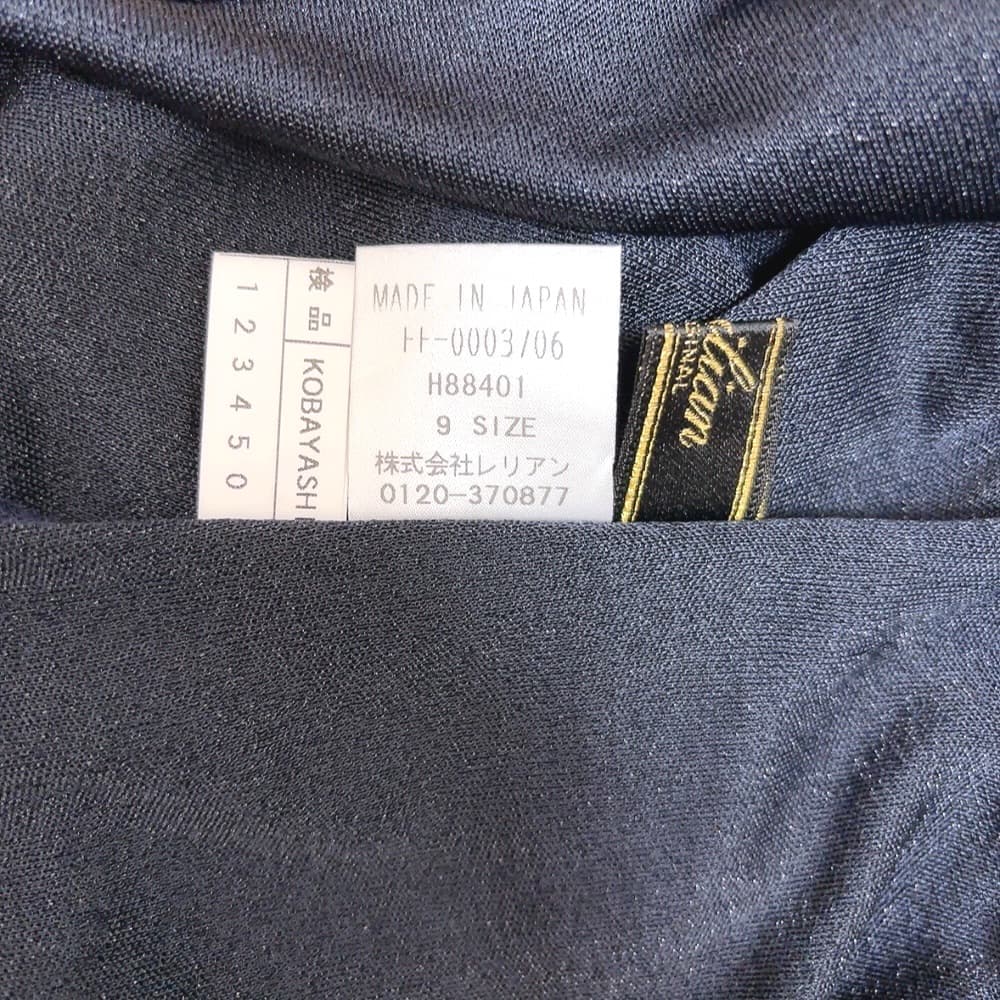 検品
KOBAYASHI
1 2 3 4 5 0
MADE IN JAPAN
FF-0003/06
H88401
9 SIZE
株式会社レリアン
0120-370877